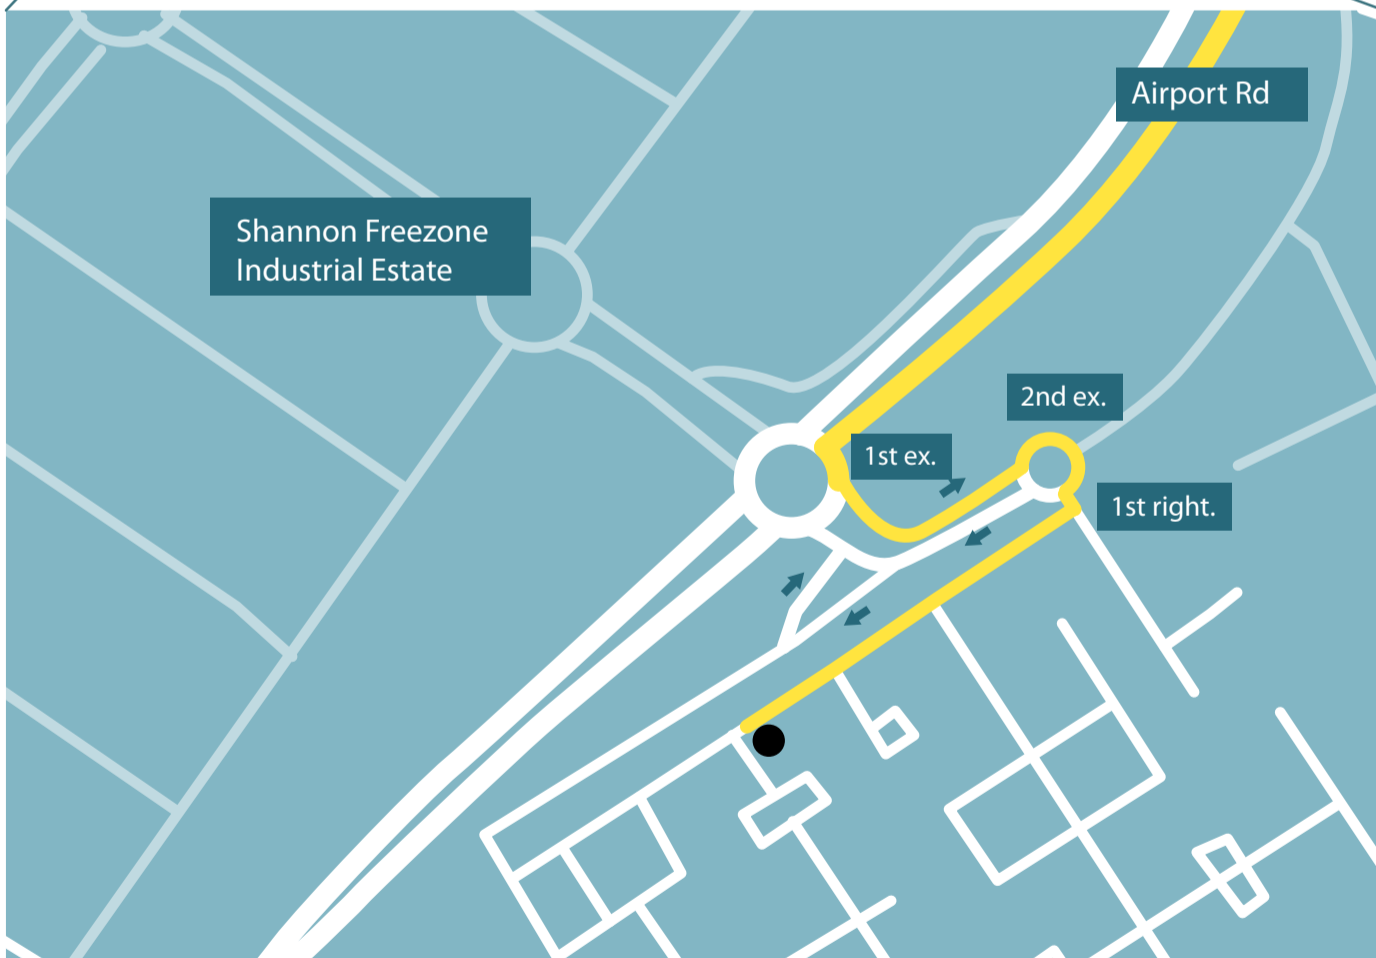 Airport Rd
Shannon Freezone
Industrial Estate
2nd ex.
1st ex.
1st right.